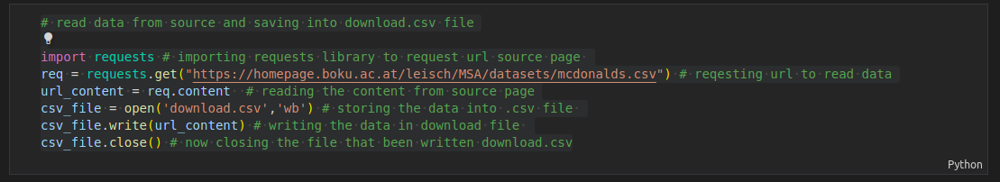 # read data from source and saving into download.csv file
import requests # importing requests library to request url source page
req = requests.get("https://homepage.boku.ac.at/leisch/MSA/datasets/mcdonalds.csv") # reqesting url to read data
url_content = req.content  # reading the content from source page
csv_file = open('download.csv','wb') # storing the data into .csv file
csv_file.write(url_content) # writing the data in download file
csv_file.close() # now closing the file that been written download.csv
Python